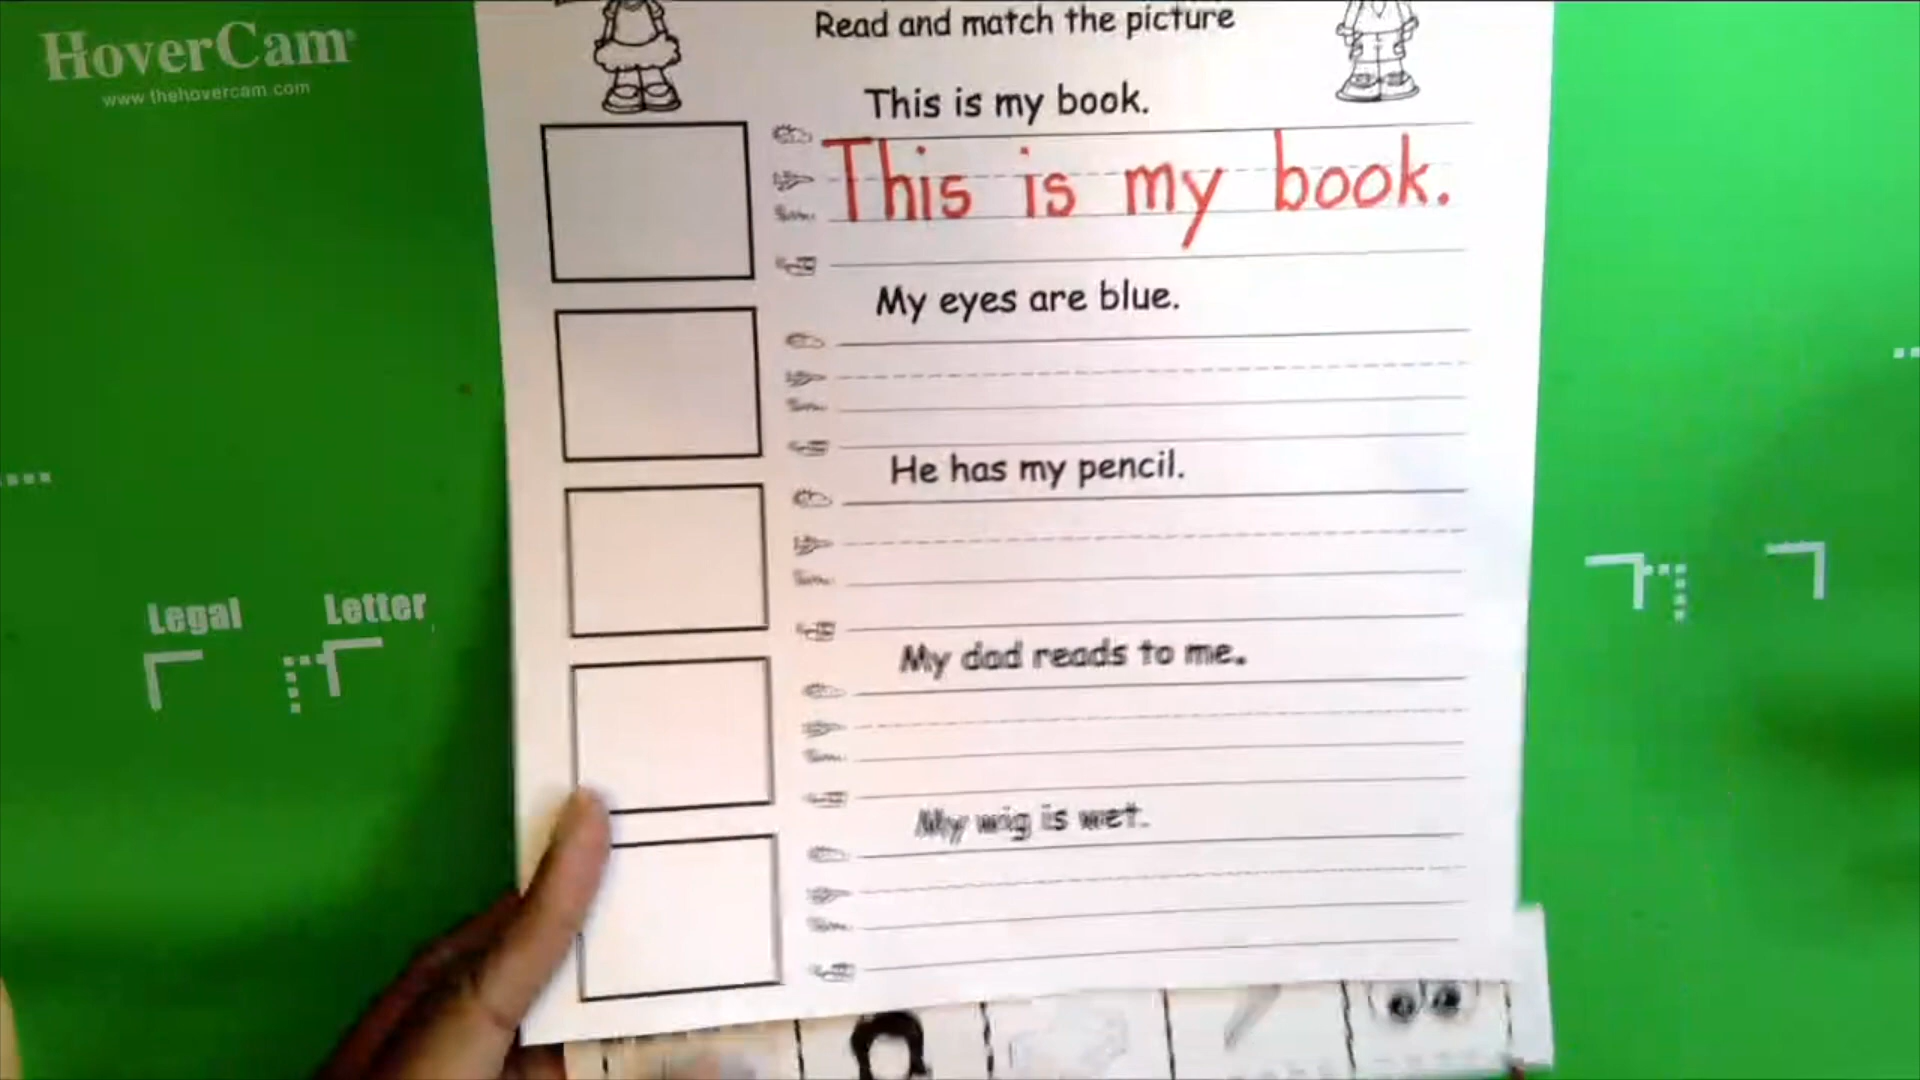 HoverCam
www.thehovercam.com
Read and match the picture
This is my book.
This is my book.
My eyes are blue.
He has my pencil.
My dad reads to me.
My wig is wet.
Legal
Letter